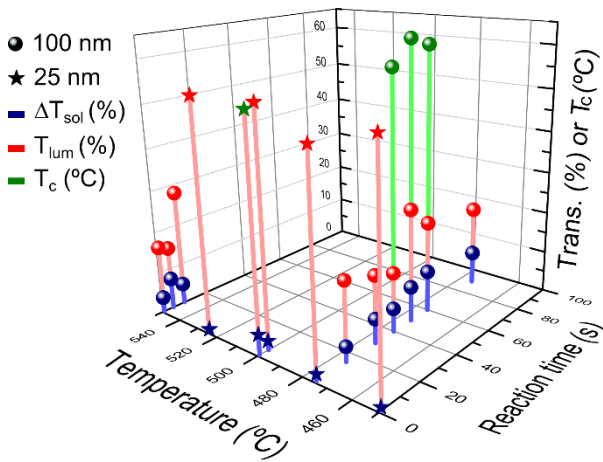 100 nm
25 nm
ΔTsol (%)
Tlum (%)
Tc (ºC)
60
50
40
30
20
10
0
Trans. (%) or Tc(ºC)
540
520
500
480
460
Temperature (ºC)
0
20
40
60
80
100
Reaction time (s)